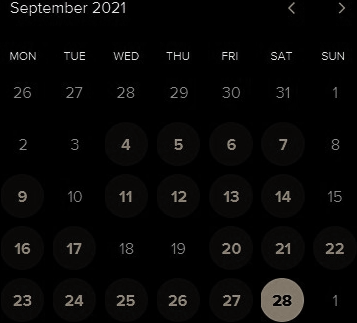 September 2021
MON TUE WED THU FRI SAT SUN
26 27 28 29 30 31 1
2 3 4 5 6 7 8
9 10 11 12 13 14 15
16 17 18 19 20 21 22
23 24 25 26 27 28 1